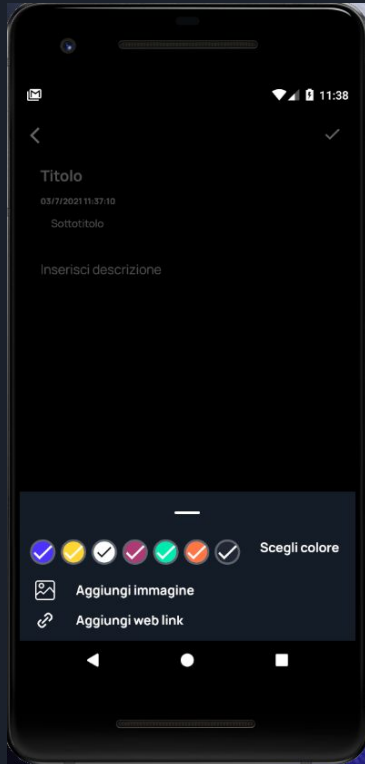 11:38
Titolo
03/7/2021 11:37:10
Sottotitolo
Inserisci descrizione
Scegli colore
Aggiungi immagine
Aggiungi web link